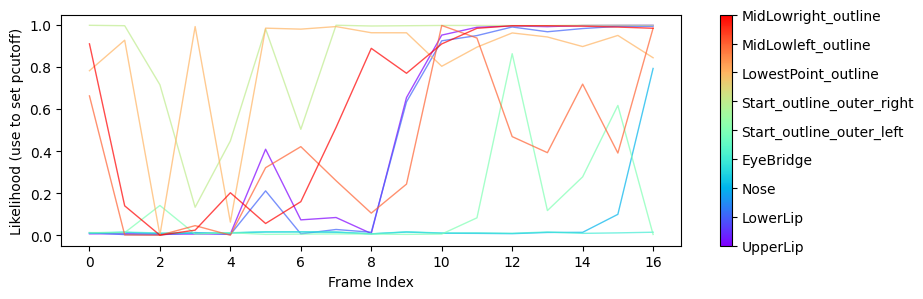 Likelihood (use to set pcutoff)
1.0
0.8
0.6
0.4
0.2
0.0
0 2 4 6 8 10 12 14 16
Frame Index
MidLowright_outline
MidLowleft_outline
LowestPoint_outline
Start_outline_outer_right
Start_outline_outer_left
EyeBridge
Nose
LowerLip
UpperLip